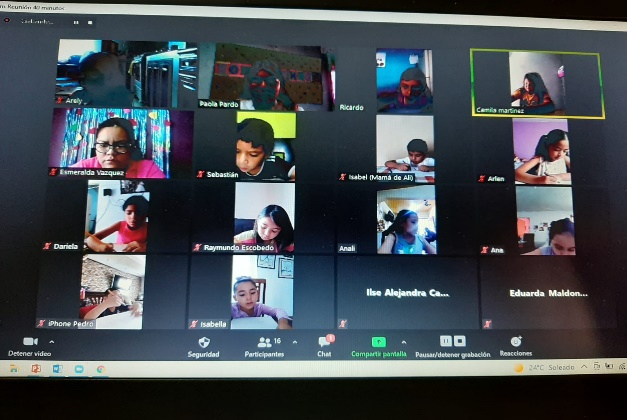 Reunión 40 minutos
Arely
Paola Pardo
Ricardo
Camila martinez
Esmeralda Vazquez
Sebastián
Isabel (Mamá de Ali)
Arlen
Dariela
Raymundo Escobedo
Anali
Ana
iPhone Pedro
Isabella
Ilse Alejandra Ca...
Eduarda Maldon...
Detener video
Seguridad
Participantes
16
Chat
Compartir pantalla
Pausar/detener grabación
Reacciones
24°C Soleado